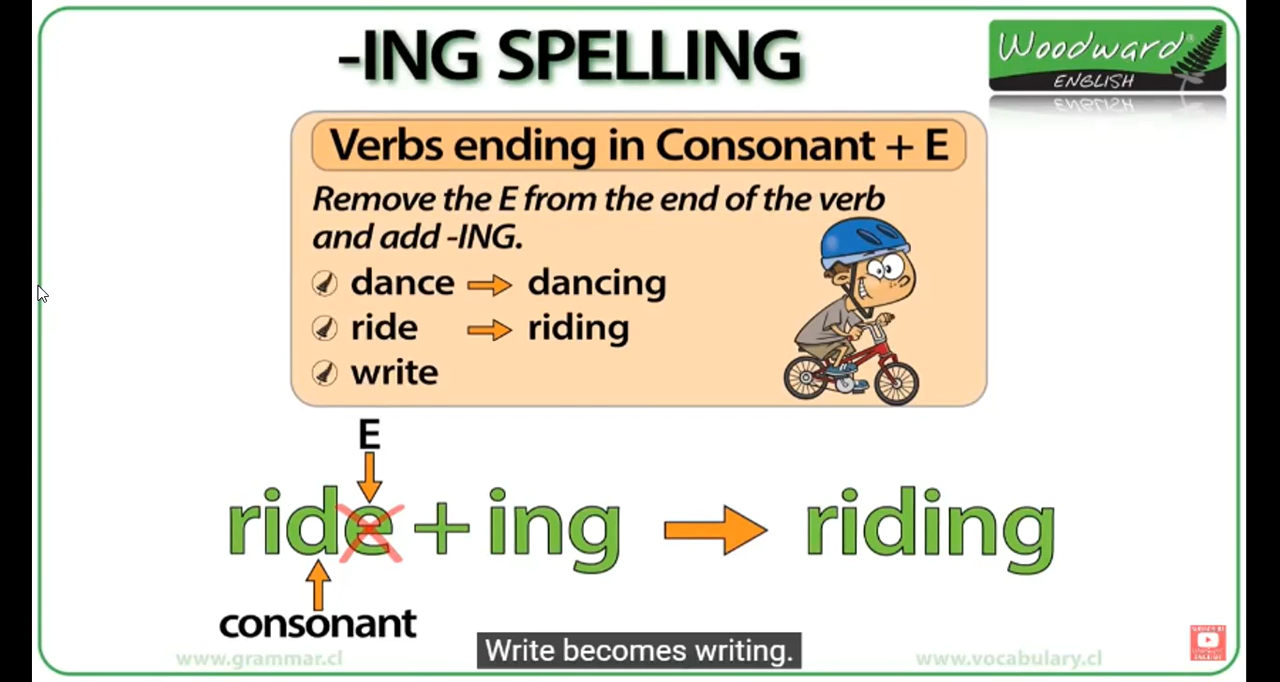 -ING SPELLING
Woodward®
ENGLISH
Verbs ending in Consonant + E
Remove the E from the end of the verb
and add -ING.
dance dancing
ride riding
write
E
ride + ing riding
consonant
Write becomes writing.
www.grammar.cl
www.vocabulary.cl